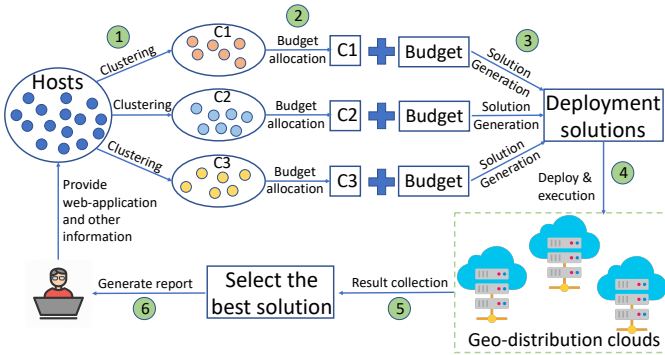 1
2
3
Hosts
Clustering
Clustering
Clustering
C1
C2
C3
Budget
allocation
Budget
allocation
Budget
allocation
C1
Budget
C2
Budget
C3
Budget
Solution
Generation
Solution
Generation
Solution
Generation
Deployment
solutions
4
Deploy &
execution
Provide
web-application
and other
information
Generate report
6
Select the
best solution
Result collection
5
Geo-distribution clouds